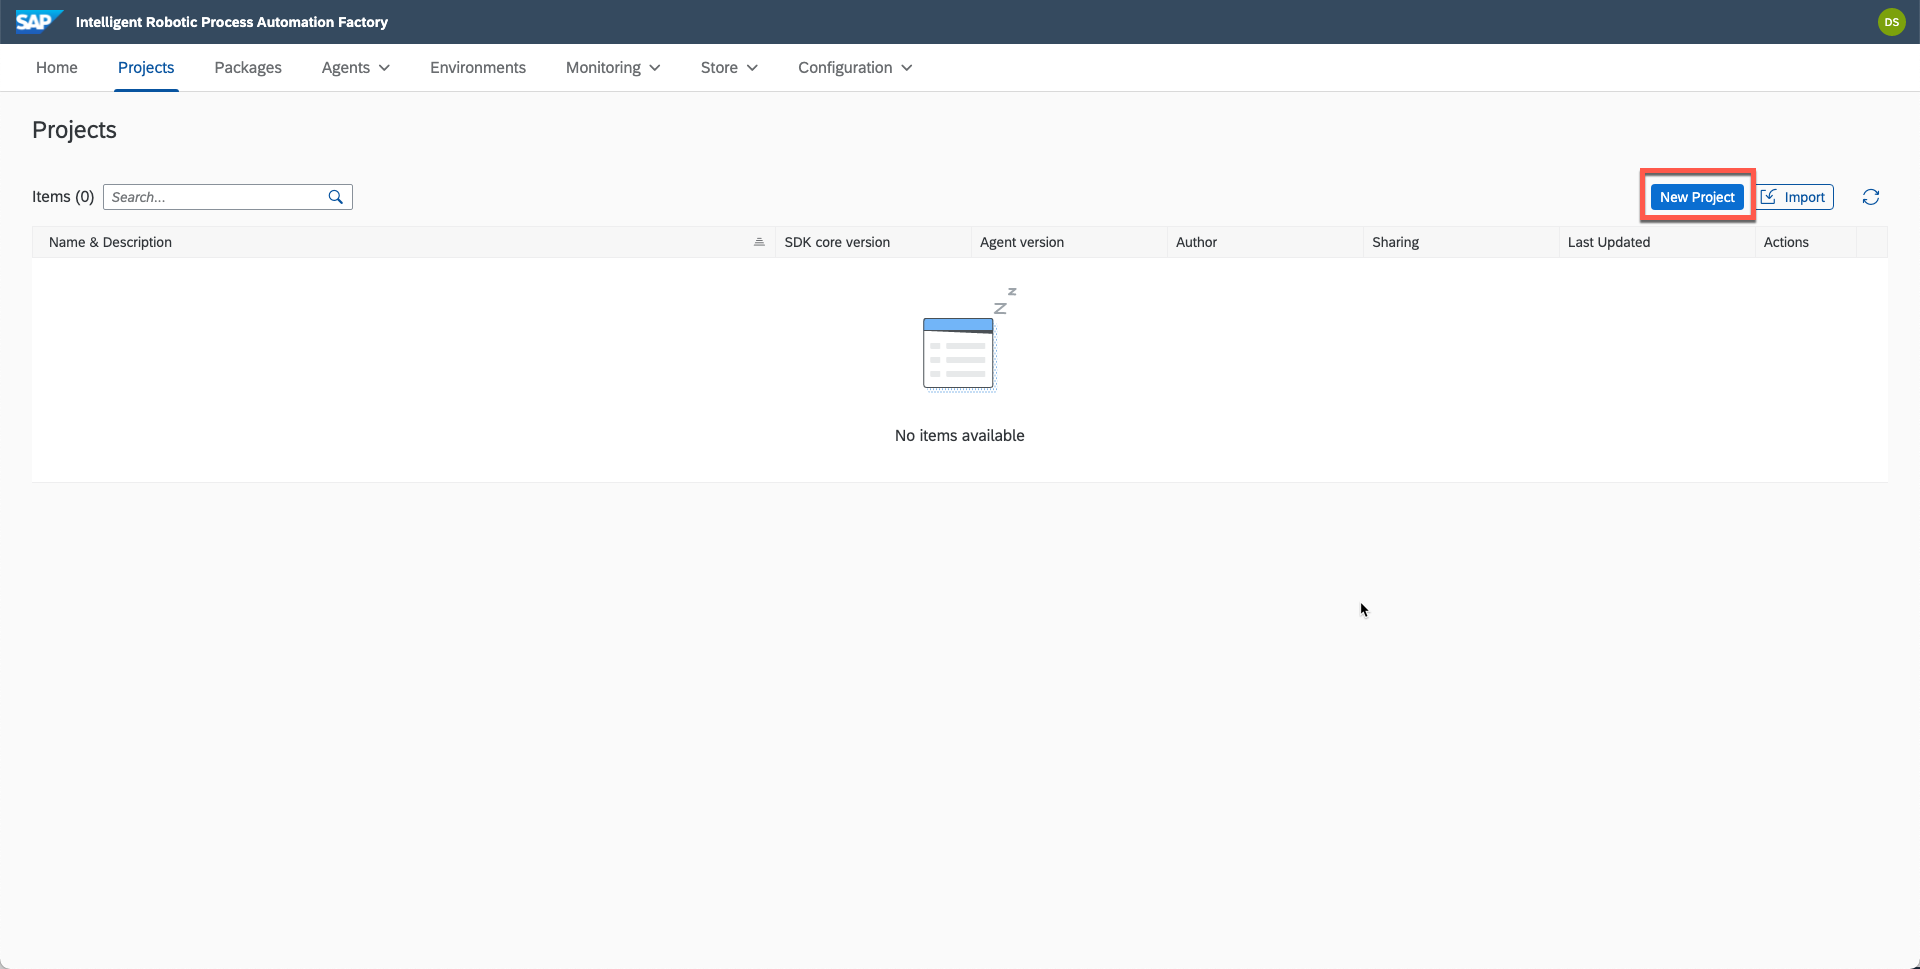 SAP Intelligent Robotic Process Automation Factory DS
Home Projects Packages Agents Environments Monitoring Store Configuration
Projects
Items (0) Search... New Project Import
Name & Description SDK core version Agent version Author Sharing Last Updated Actions
z
Z
No items available